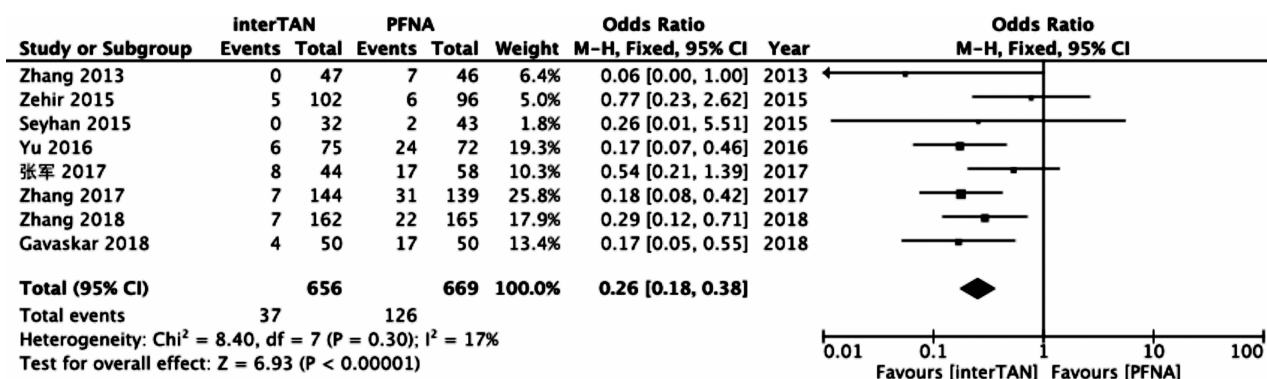 interTAN PFNA Odds Ratio Odds Ratio
Study or Subgroup Events Total Events Total Weight M-H, Fixed, 95% CI Year M-H, Fixed, 95% CI
Zhang 2013 0 47 7 46 6.4% 0.06 [0.00, 1.00] 2013
Zehir 2015 5 102 6 96 5.0% 0.77 [0.23, 2.62] 2015
Seyhan 2015 0 32 2 43 1.8% 0.26 [0.01, 5.51] 2015
Yu 2016 6 75 24 72 19.3% 0.17 [0.07, 0.46] 2016
张军 2017 8 44 17 58 10.3% 0.54 [0.21, 1.39] 2017
Zhang 2017 7 144 31 139 25.8% 0.18 [0.08, 0.42] 2017
Zhang 2018 7 162 22 165 17.9% 0.29 [0.12, 0.71] 2018
Gavaskar 2018 4 50 17 50 13.4% 0.17 [0.05, 0.55] 2018
Total (95% CI) 656 669 100.0% 0.26 [0.18, 0.38]
Total events 37 126
Heterogeneity: Chi² = 8.40, df = 7 (P = 0.30); I² = 17%
Test for overall effect: Z = 6.93 (P < 0.00001)
0.01 0.1 1 10 100
Favours [interTAN] Favours [PFNA]